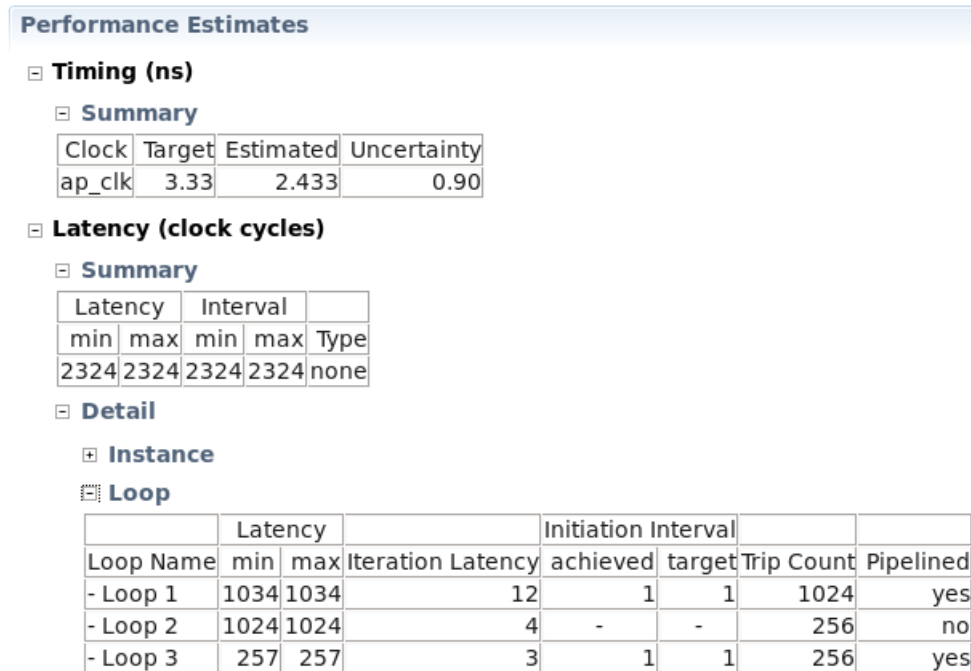 Performance Estimates
Timing (ns)
Summary
Clock Target Estimated Uncertainty
ap_clk 3.33 2.433 0.90
Latency (clock cycles)
Summary
Latency Interval
min max min max Type
2324 2324 2324 2324 none
Detail
Instance
Loop
Latency Initiation Interval
Loop Name min max Iteration Latency achieved target Trip Count Pipelined
- Loop 1 1034 1034 12 1 1 1024 yes
- Loop 2 1024 1024 4 - - 256 no
- Loop 3 257 257 3 1 1 256 yes